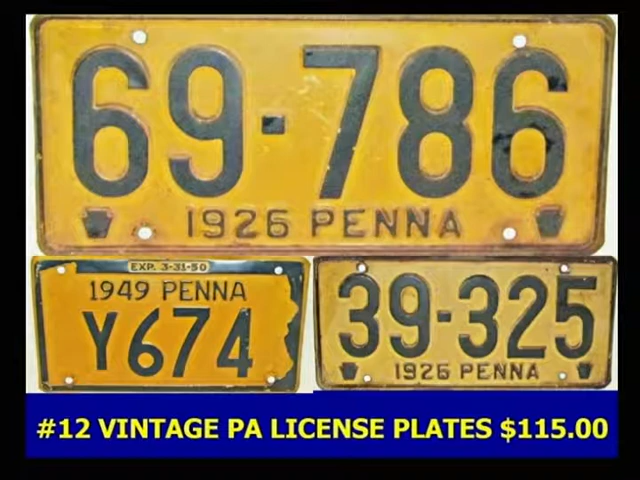 69-786
1926 PENNA
EXP. 3-31-50
1949 PENNA
Y674
39-325
1926 PENNA
#12 VINTAGE PA LICENSE PLATES $115.00